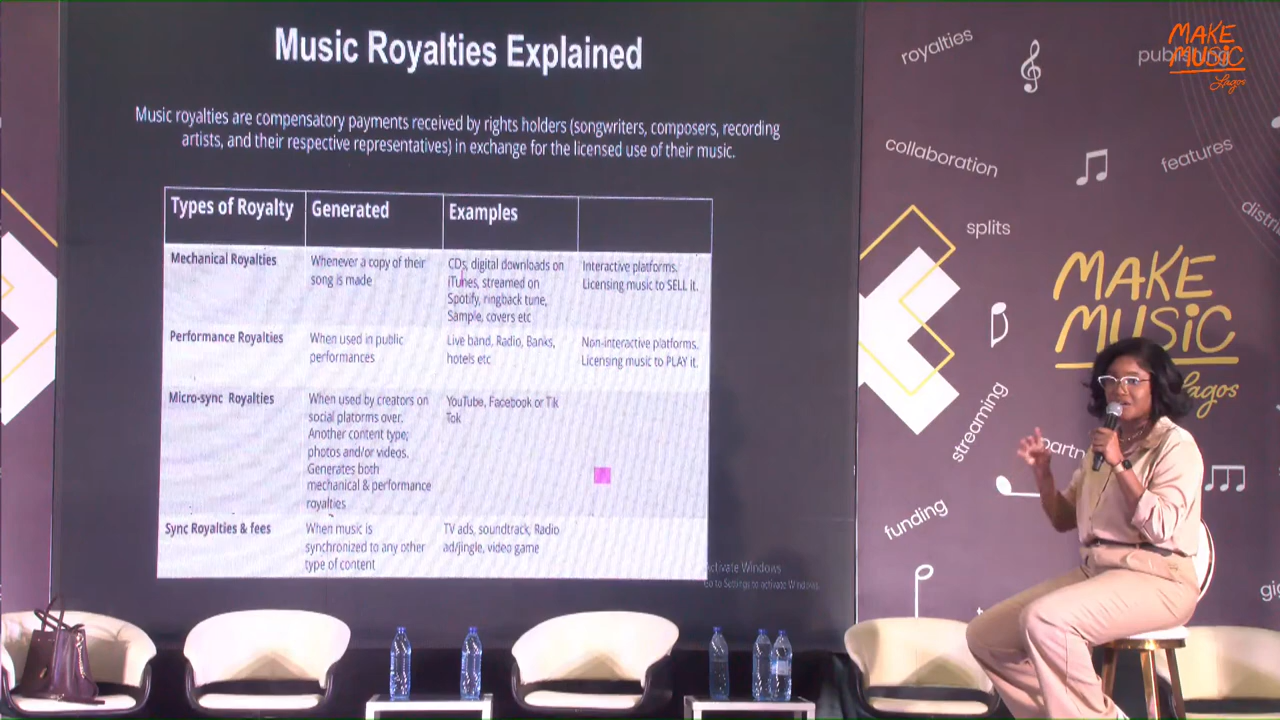 Music Royalties Explained
Music royalties are compensatory payments received by rights holders (songwriters, composers, recording
artists, and their respective representatives) in exchange for the licensed use of their music.
Types of Royalty
Generated
Examples
Mechanical Royalties
Whenever a copy of their
song is made
CDs, digital downloads on
iTunes, streamed on
Spotify, ringback tune,
Sample, covers etc
Interactive platforms.
Licensing music to SELL it.
Performance Royalties
When used in public
performances
Live band, Radio, Banks,
hotels etc
Non-interactive platforms.
Licensing music to PLAY it.
Micro-sync Royalties
When used by creators on
social platorms over.
Another content type;
photos and/or videos.
Generates both
mechanical & performance
royalties
YouTube, Facebook or Tik
Tok
Sync Royalties & fees
When music is
synchronized to any other
type of content
TV ads, soundtrack, Radio
ad/jingle, video game
Activate Windows
Go to Settings to activate Windows.
royalties
publishing
MAKE
MUSIC
Lagos
collaboration
features
splits
MAKE
MUSIC
Lagos
streaming
funding